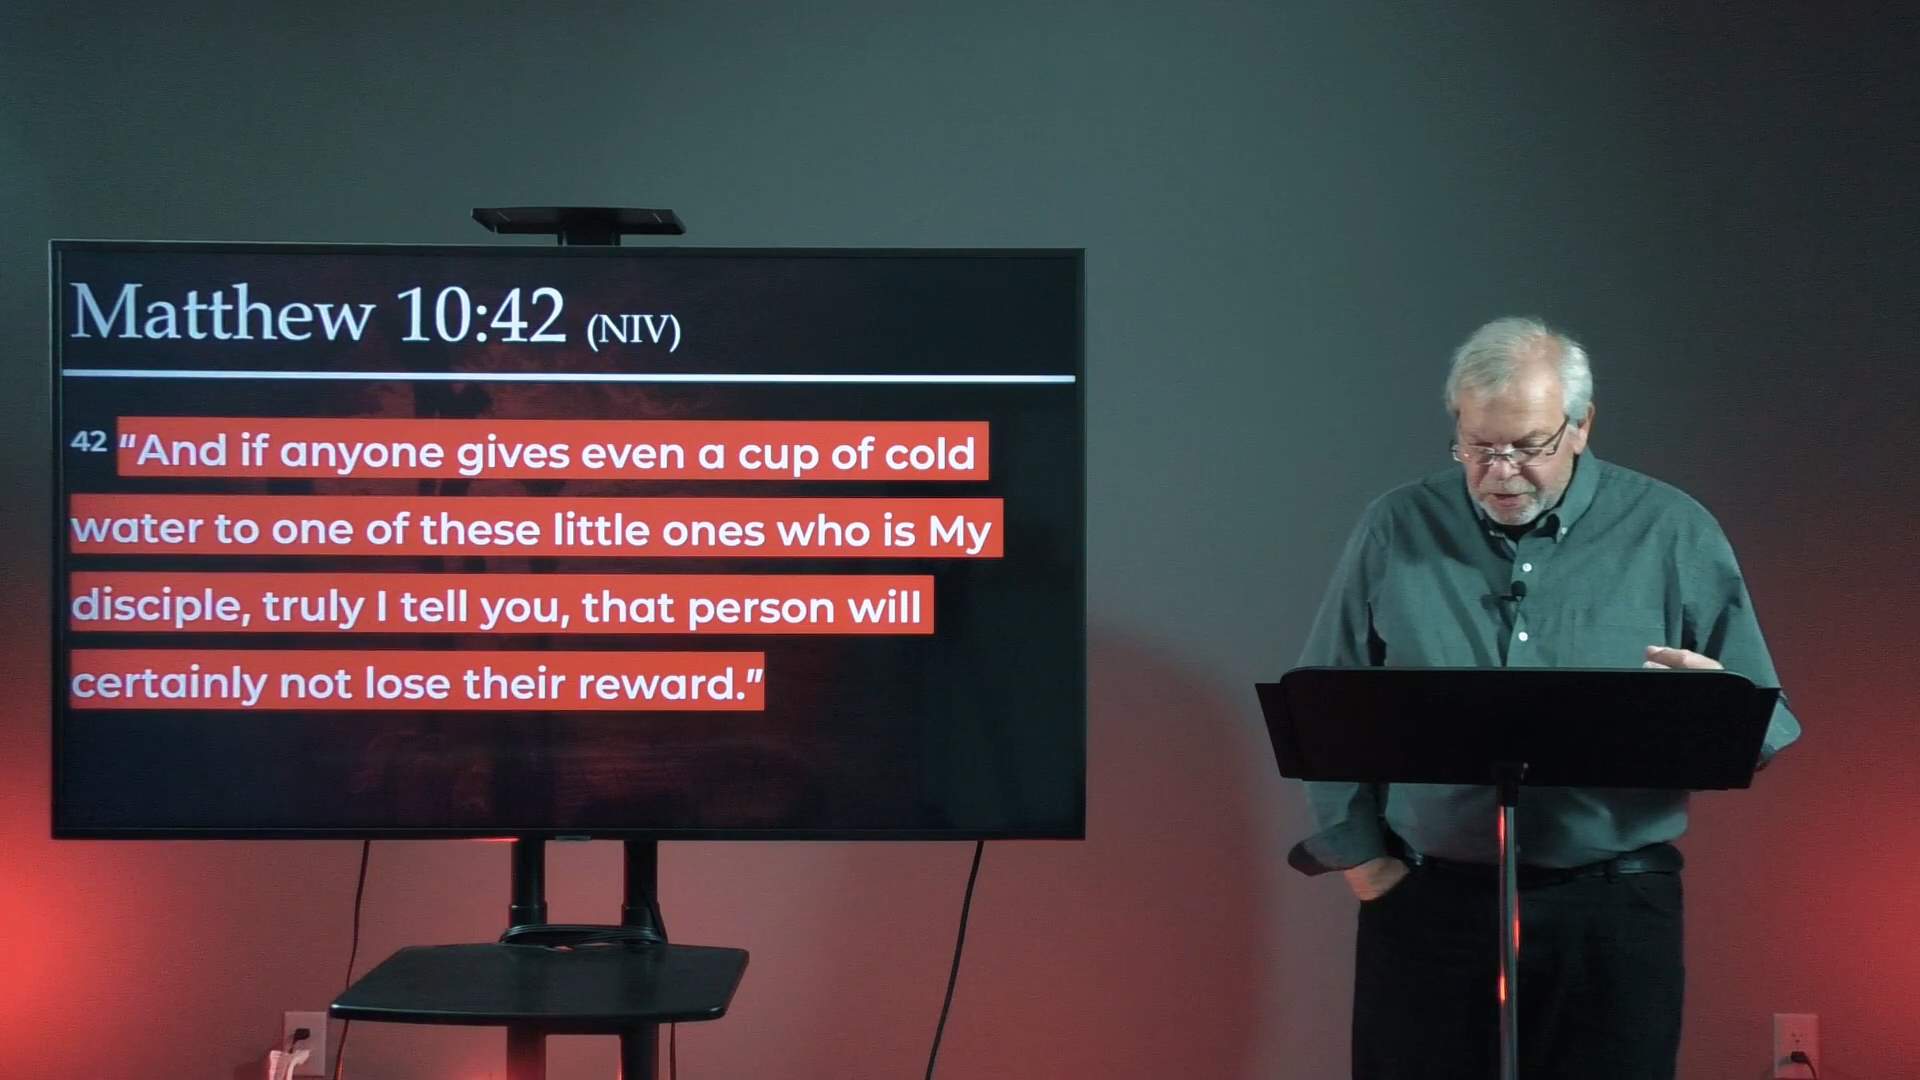 Matthew 10:42 (NIV)
42 “And if anyone gives even a cup of cold
water to one of these little ones who is My
disciple, truly I tell you, that person will
certainly not lose their reward.”